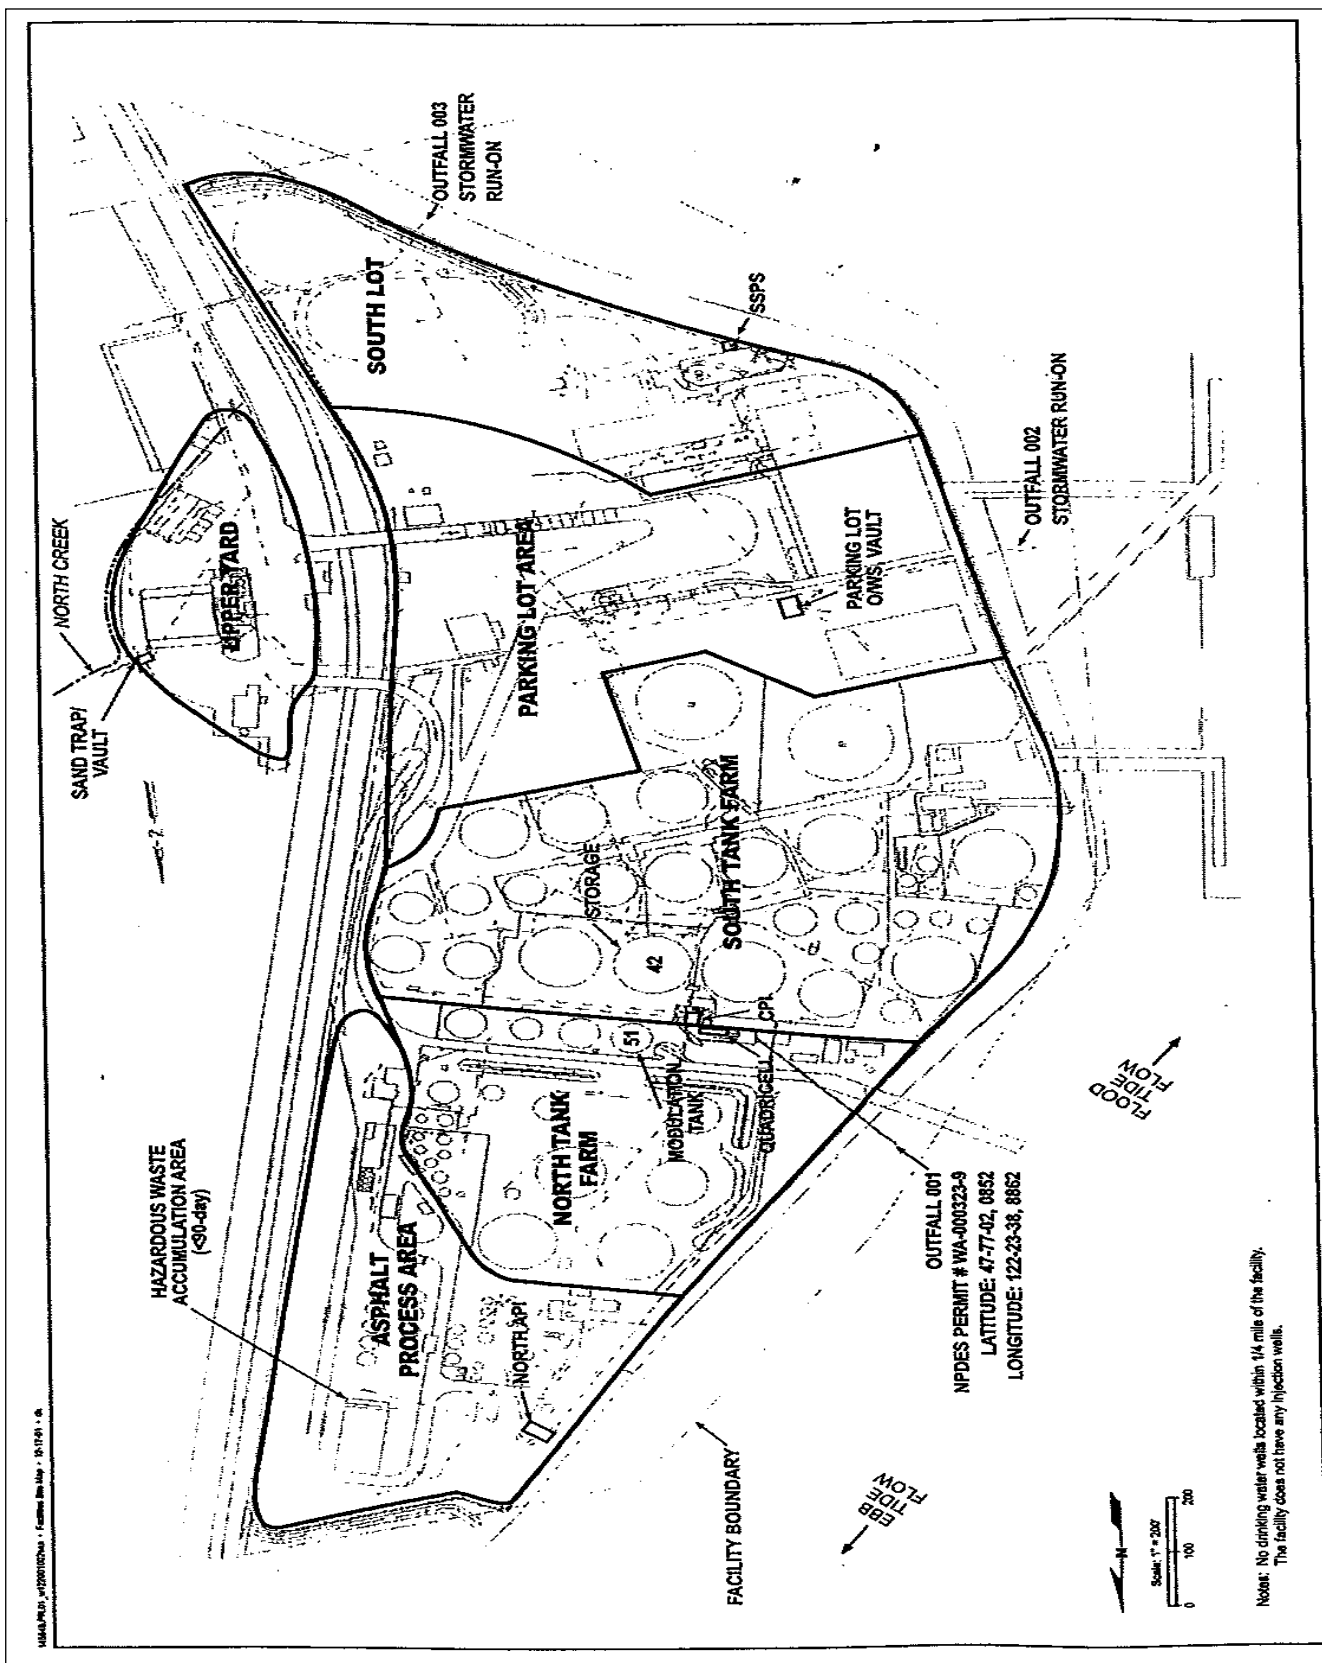 OUTFALL 003
STORMWATER
RUN-ON
SOUTH LOT
SSPS
NORTH CREEK
UPPER YARD
SAND TRAP/
VAULT
PARKING LOT AREA
PARKING LOT
O/WS VAULT
OUTFALL 002
STORMWATER RUN-ON
STORAGE
42
SOUTH TANK FARM
51
CPI
MODULATION
TANK
QUADRICELL
NORTH TANK
FARM
HAZARDOUS WASTE
ACCUMULATION AREA
(<90-day)
ASPHALT
PROCESS AREA
NORTH API
OUTFALL 001
NPDES PERMIT # WA-000323-9
LATITUDE: 47-77-02, 0852
LONGITUDE: 122-23-38, 8862
FLOOD
TIDE
FLOW
EBB
TIDE
FLOW
FACILITY BOUNDARY
N
Scale: 1" = 200'
0 100 200
Notes: No drinking water wells located within 1/4 mile of the facility.
The facility does not have any injection wells.